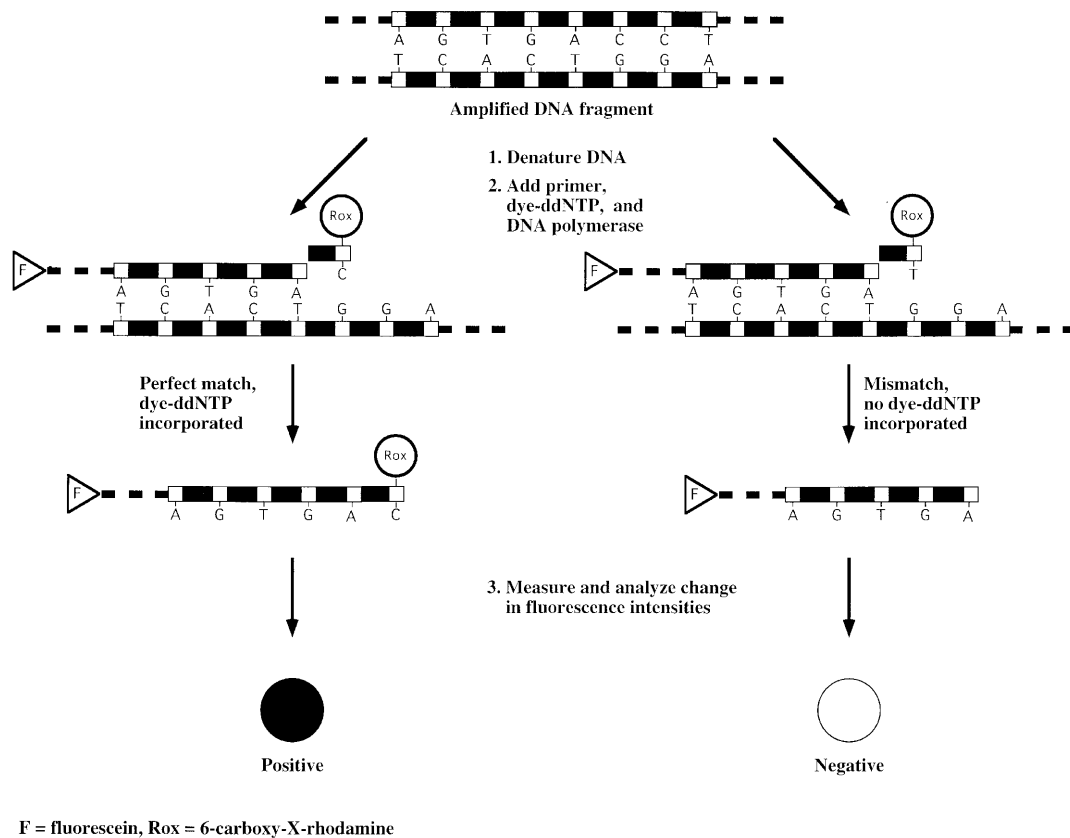 A G T G A C C T
T C A C T G G A
Amplified DNA fragment
1. Denature DNA
2. Add primer,
dye-ddNTP, and
DNA polymerase
Rox
F
C
A G T G A
T C A C T G G A
Rox
F
T
A G T G A
T C A C T G G A
Perfect match,
dye-ddNTP
incorporated
Mismatch,
no dye-ddNTP
incorporated
Rox
F
A G T G A C
F
A G T G A
3. Measure and analyze change
in fluorescence intensities
Positive
Negative
F = fluorescein, Rox = 6-carboxy-X-rhodamine